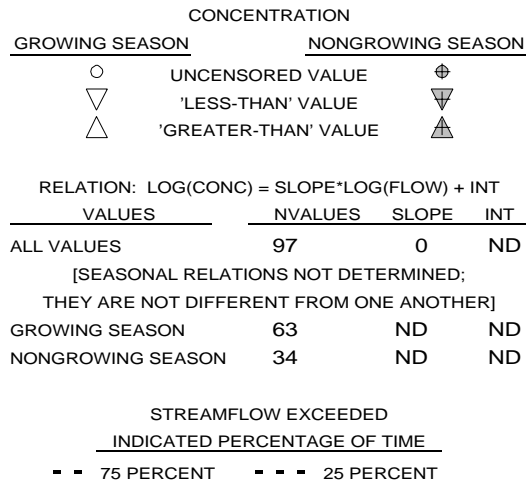 CONCENTRATION
GROWING SEASON NONGROWING SEASON
UNCENSORED VALUE
'LESS-THAN' VALUE
'GREATER-THAN' VALUE
RELATION: LOG(CONC) = SLOPE*LOG(FLOW) + INT
VALUES NVALUES SLOPE INT
ALL VALUES 97 0 ND
[SEASONAL RELATIONS NOT DETERMINED;
THEY ARE NOT DIFFERENT FROM ONE ANOTHER]
GROWING SEASON 63 ND ND
NONGROWING SEASON 34 ND ND
STREAMFLOW EXCEEDED
INDICATED PERCENTAGE OF TIME
75 PERCENT 25 PERCENT